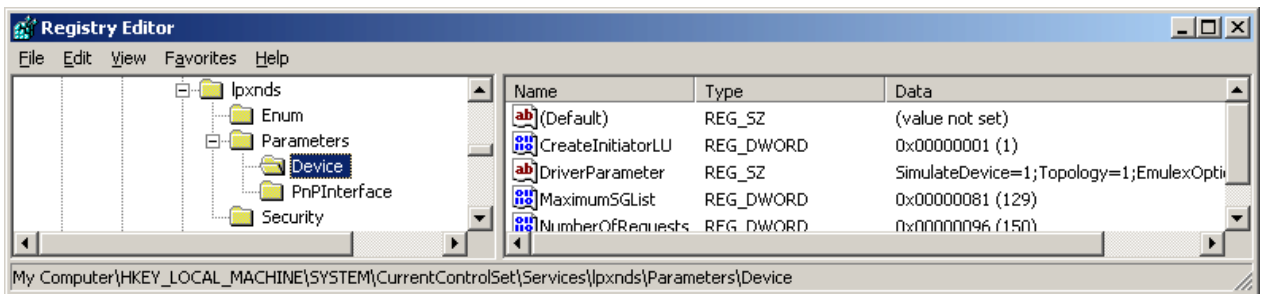 Registry Editor
File Edit View Favorites Help
lpxnds
Enum
Parameters
Device
PnPInterface
Security
Name Type Data
(Default) REG_SZ (value not set)
CreateInitiatorLU REG_DWORD 0x00000001 (1)
DriverParameter REG_SZ SimulateDevice=1;Topology=1;EmulexOpti
MaximumSGList REG_DWORD 0x00000081 (129)
NumberOfRequests REG_DWORD 0x00000096 (150)
My Computer\HKEY_LOCAL_MACHINE\SYSTEM\CurrentControlSet\Services\lpxnds\Parameters\Device